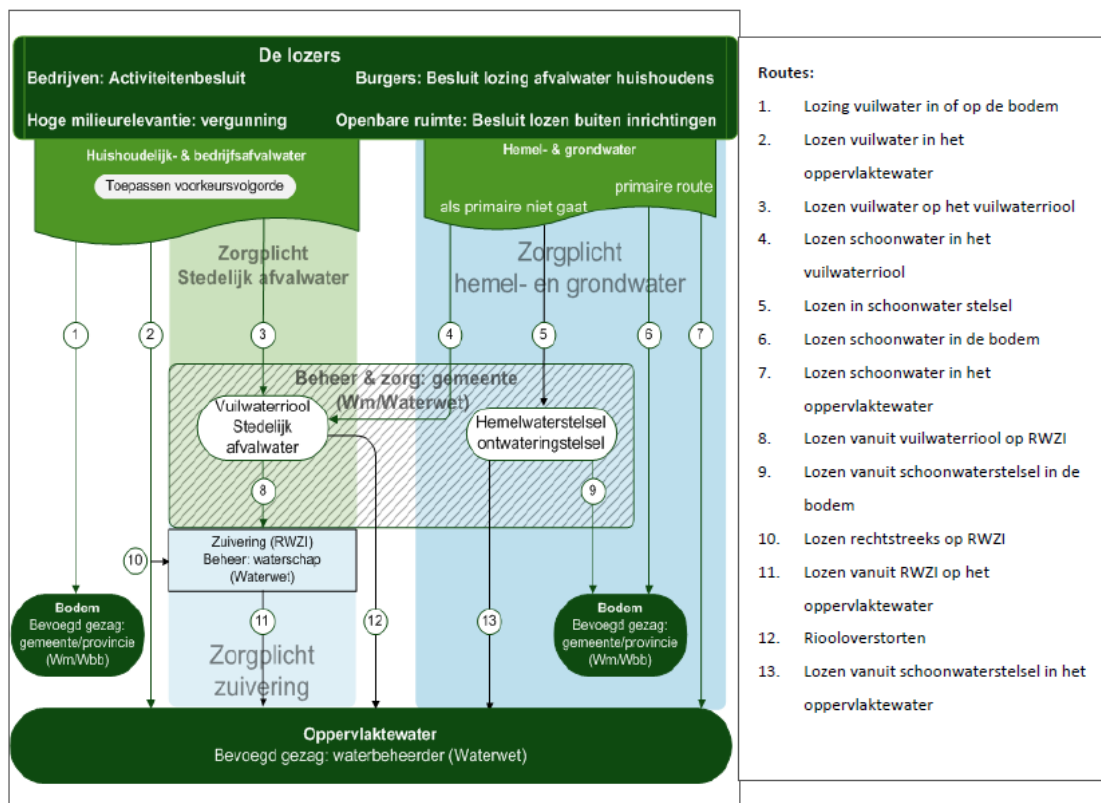 De lozers
Bedrijven: Activiteitenbesluit
Burgers: Besluit lozing afvalwater huishoudens
Hoge milieurelevantie: vergunning
Openbare ruimte: Besluit lozen buiten inrichtingen
Huishoudelijk- & bedrijfsafvalwater
Toepassen voorkeursvolgorde
Hemel- & grondwater
primaire route
als primaire niet gaat
Zorgplicht
Stedelijk afvalwater
Zorgplicht
hemel- en grondwater
1
2
3
4
5
6
7
Beheer & zorg: gemeente
(Wm/Waterwet)
Vuilwaterriool
Stedelijk
afvalwater
Hemelwaterstelsel
ontwateringstelsel
8
9
Zuivering (RWZI)
Beheer: waterschap
(Waterwet)
10
Bodem
Bevoegd gezag:
gemeente/provincie
(Wm/Wbb)
11
12
13
Bodem
Bevoegd gezag:
gemeente/provincie
(Wm/Wbb)
Zorgplicht
zuivering
Oppervlaktewater
Bevoegd gezag: waterbeheerder (Waterwet)
Routes:
1. Lozing vuilwater in of op de bodem
2. Lozen vuilwater in het
oppervlaktewater
3. Lozen vuilwater op het vuilwaterriool
4. Lozen schoonwater in het
vuilwaterriool
5. Lozen in schoonwater stelsel
6. Lozen schoonwater in de bodem
7. Lozen schoonwater in het
oppervlaktewater
8. Lozen vanuit vuilwaterriool op RWZI
9. Lozen vanuit schoonwaterstelsel in de
bodem
10. Lozen rechtstreeks op RWZI
11. Lozen vanuit RWZI op het
oppervlaktewater
12. Riooloverstorten
13. Lozen vanuit schoonwaterstelsel in het
oppervlaktewater